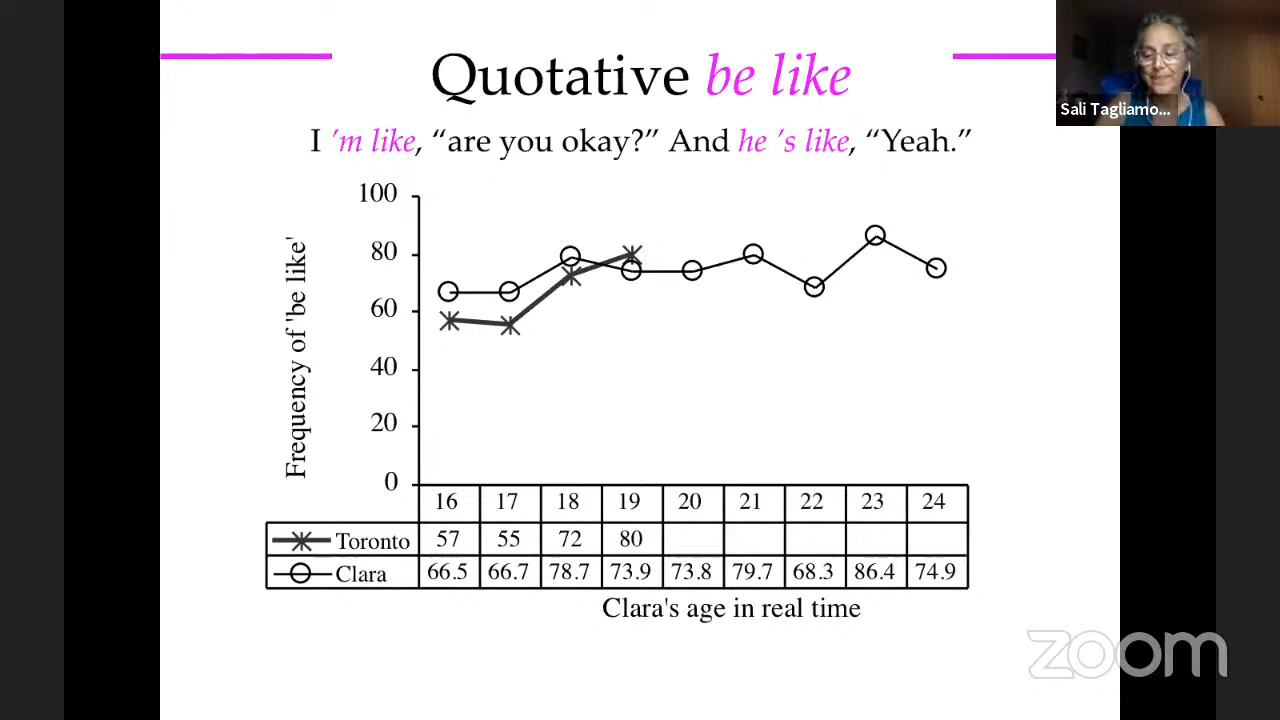 Quotative be like
Sali Tagliamo...
I 'm like, “are you okay?” And he 's like, “Yeah.”
100
80
60
40
20
0
Frequency of 'be like'
16 17 18 19 20 21 22 23 24
Toronto 57 55 72 80
Clara 66.5 66.7 78.7 73.9 73.8 79.7 68.3 86.4 74.9
Clara's age in real time
zoom